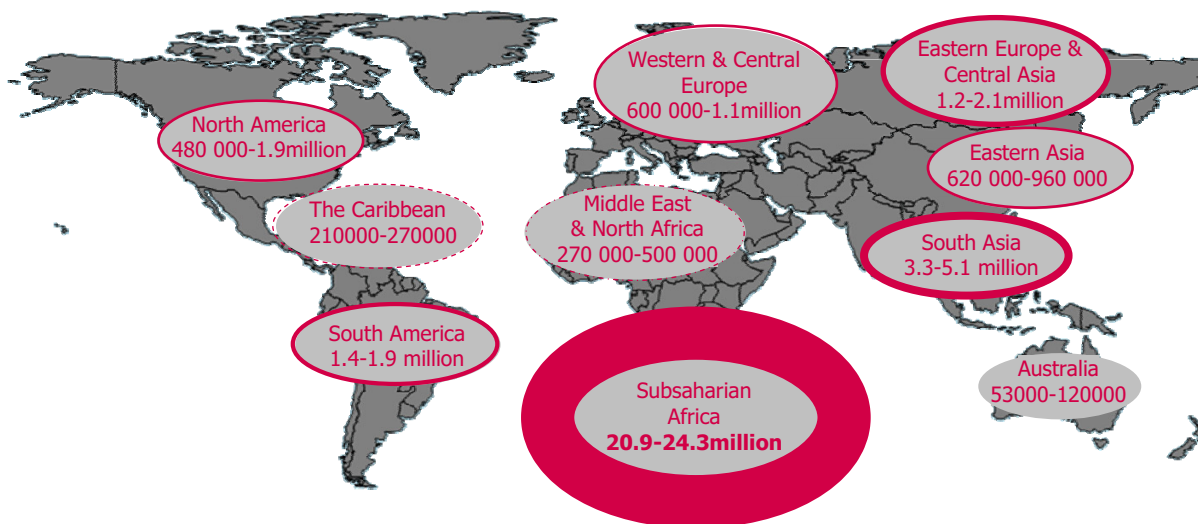 Western & Central
Europe
600 000-1.1million
Eastern Europe &
Central Asia
1.2-2.1million
North America
480 000-1.9million
Eastern Asia
620 000-960 000
The Caribbean
210000-270000
Middle East
& North Africa
270 000-500 000
South Asia
3.3-5.1 million
South America
1.4-1.9 million
Australia
53000-120000
Subsaharian
Africa
20.9-24.3million